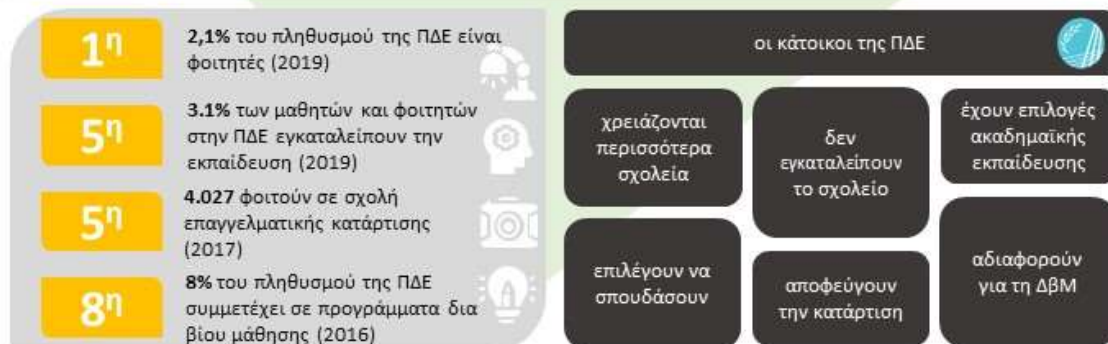 1η
2,1% του πληθυσμού της ΠΔΕ είναι
φοιτητές (2019)
5η
3.1% των μαθητών και φοιτητών
στην ΠΔΕ εγκαταλείπουν την
εκπαίδευση (2019)
5η
4.027 φοιτούν σε σχολή
επαγγελματικής κατάρτισης
(2017)
8η
8% του πληθυσμού της ΠΔΕ
συμμετέχει σε προγράμματα δια
βίου μάθησης (2016)
οι κάτοικοι της ΠΔΕ
χρειάζονται
περισσότερα
σχολεία
δεν
εγκαταλείπουν
το σχολείο
έχουν επιλογές
ακαδημαϊκής
εκπαίδευσης
επιλέγουν να
σπουδάσουν
αποφεύγουν
την κατάρτιση
αδιαφορούν
για τη ΔβΜ